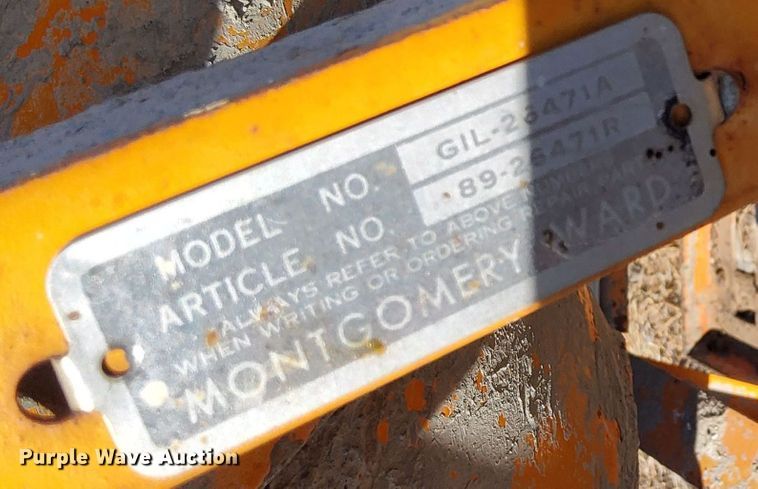 MODEL NO. GIL-26471A
ARTICLE NO. 89-26471R
ALWAYS REFER TO ABOVE NUMBERS
WHEN WRITING OR ORDERING REPAIR PARTS
MONTGOMERY WARD
Purple Wave Auction